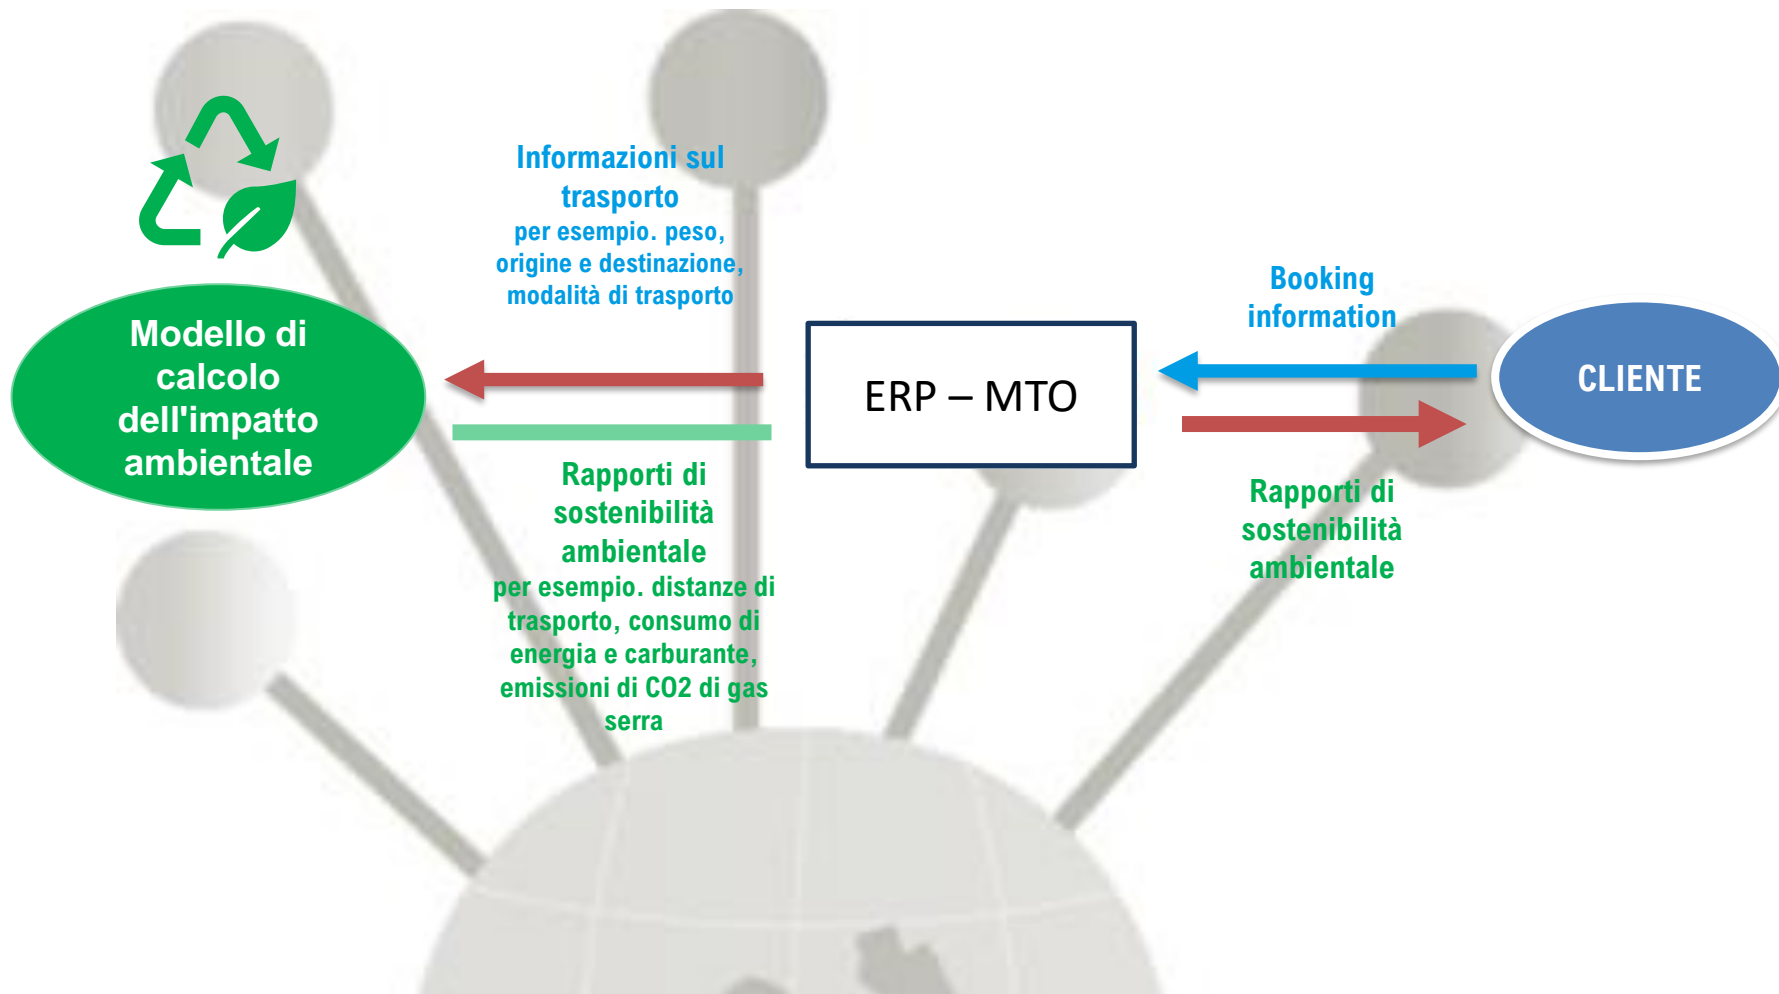 Informazioni sul
trasporto
per esempio. peso,
origine e destinazione,
modalità di trasporto
Booking
information
Modello di
calcolo
dell'impatto
ambientale
ERP – MTO
CLIENTE
Rapporti di
sostenibilità
ambientale
per esempio. distanze di
trasporto, consumo di
energia e carburante,
emissioni di CO2 di gas
serra
Rapporti di
sostenibilità
ambientale